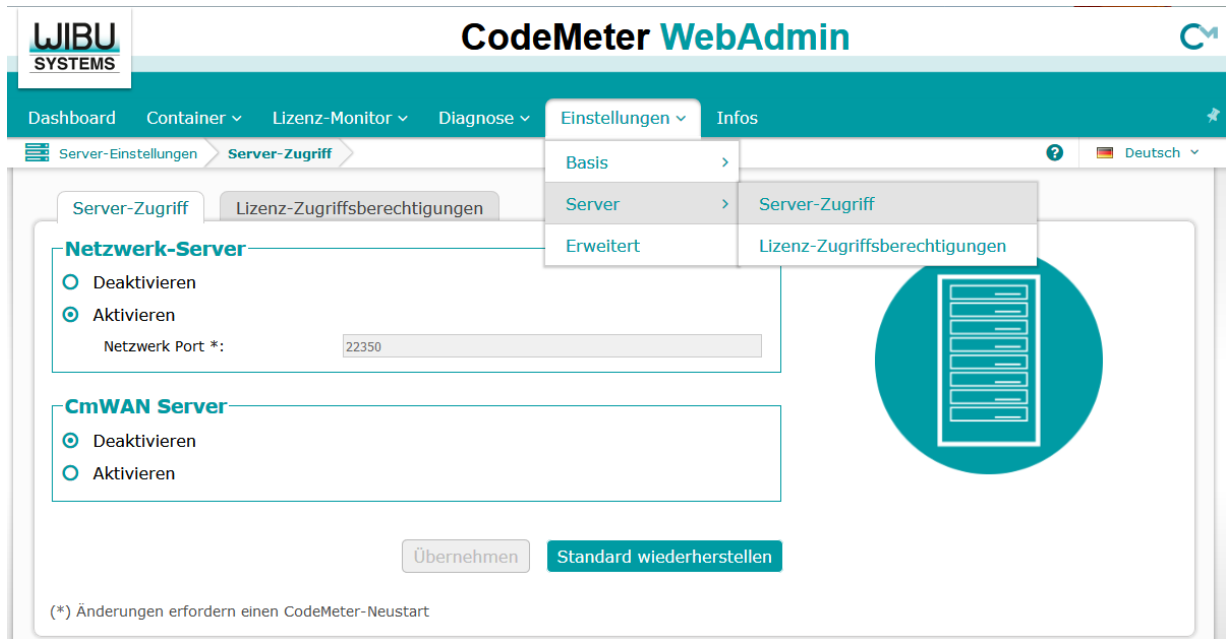 WIBU
SYSTEMS
CodeMeter WebAdmin
CM
Dashboard Container Lizenz-Monitor Diagnose Einstellungen Infos
Server-Einstellungen Server-Zugriff
Basis
Server
Erweitert
Server-Zugriff
Lizenz-Zugriffsberechtigungen
? Deutsch
Server-Zugriff Lizenz-Zugriffsberechtigungen
Netzwerk-Server
Deaktivieren
Aktivieren
Netzwerk Port *: 22350
CmWAN Server
Deaktivieren
Aktivieren
Übernehmen Standard wiederherstellen
(*) Änderungen erfordern einen CodeMeter-Neustart